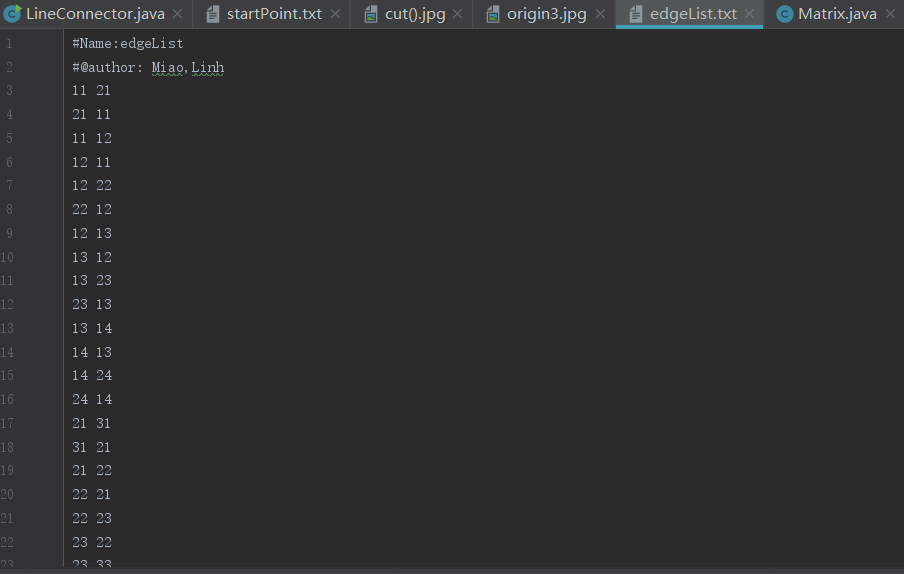 LineConnector.java startPoint.txt cut().jpg origin3.jpg edgeList.txt Matrix.java
1 #Name:edgeList
2 #@author: Miao,Linh
3 11 21
4 21 11
5 11 12
6 12 11
7 12 22
8 22 12
9 12 13
10 13 12
11 13 23
12 23 13
13 13 14
14 14 13
15 14 24
16 24 14
17 21 31
18 31 21
19 21 22
20 22 21
21 22 23
22 23 22
23 23 33